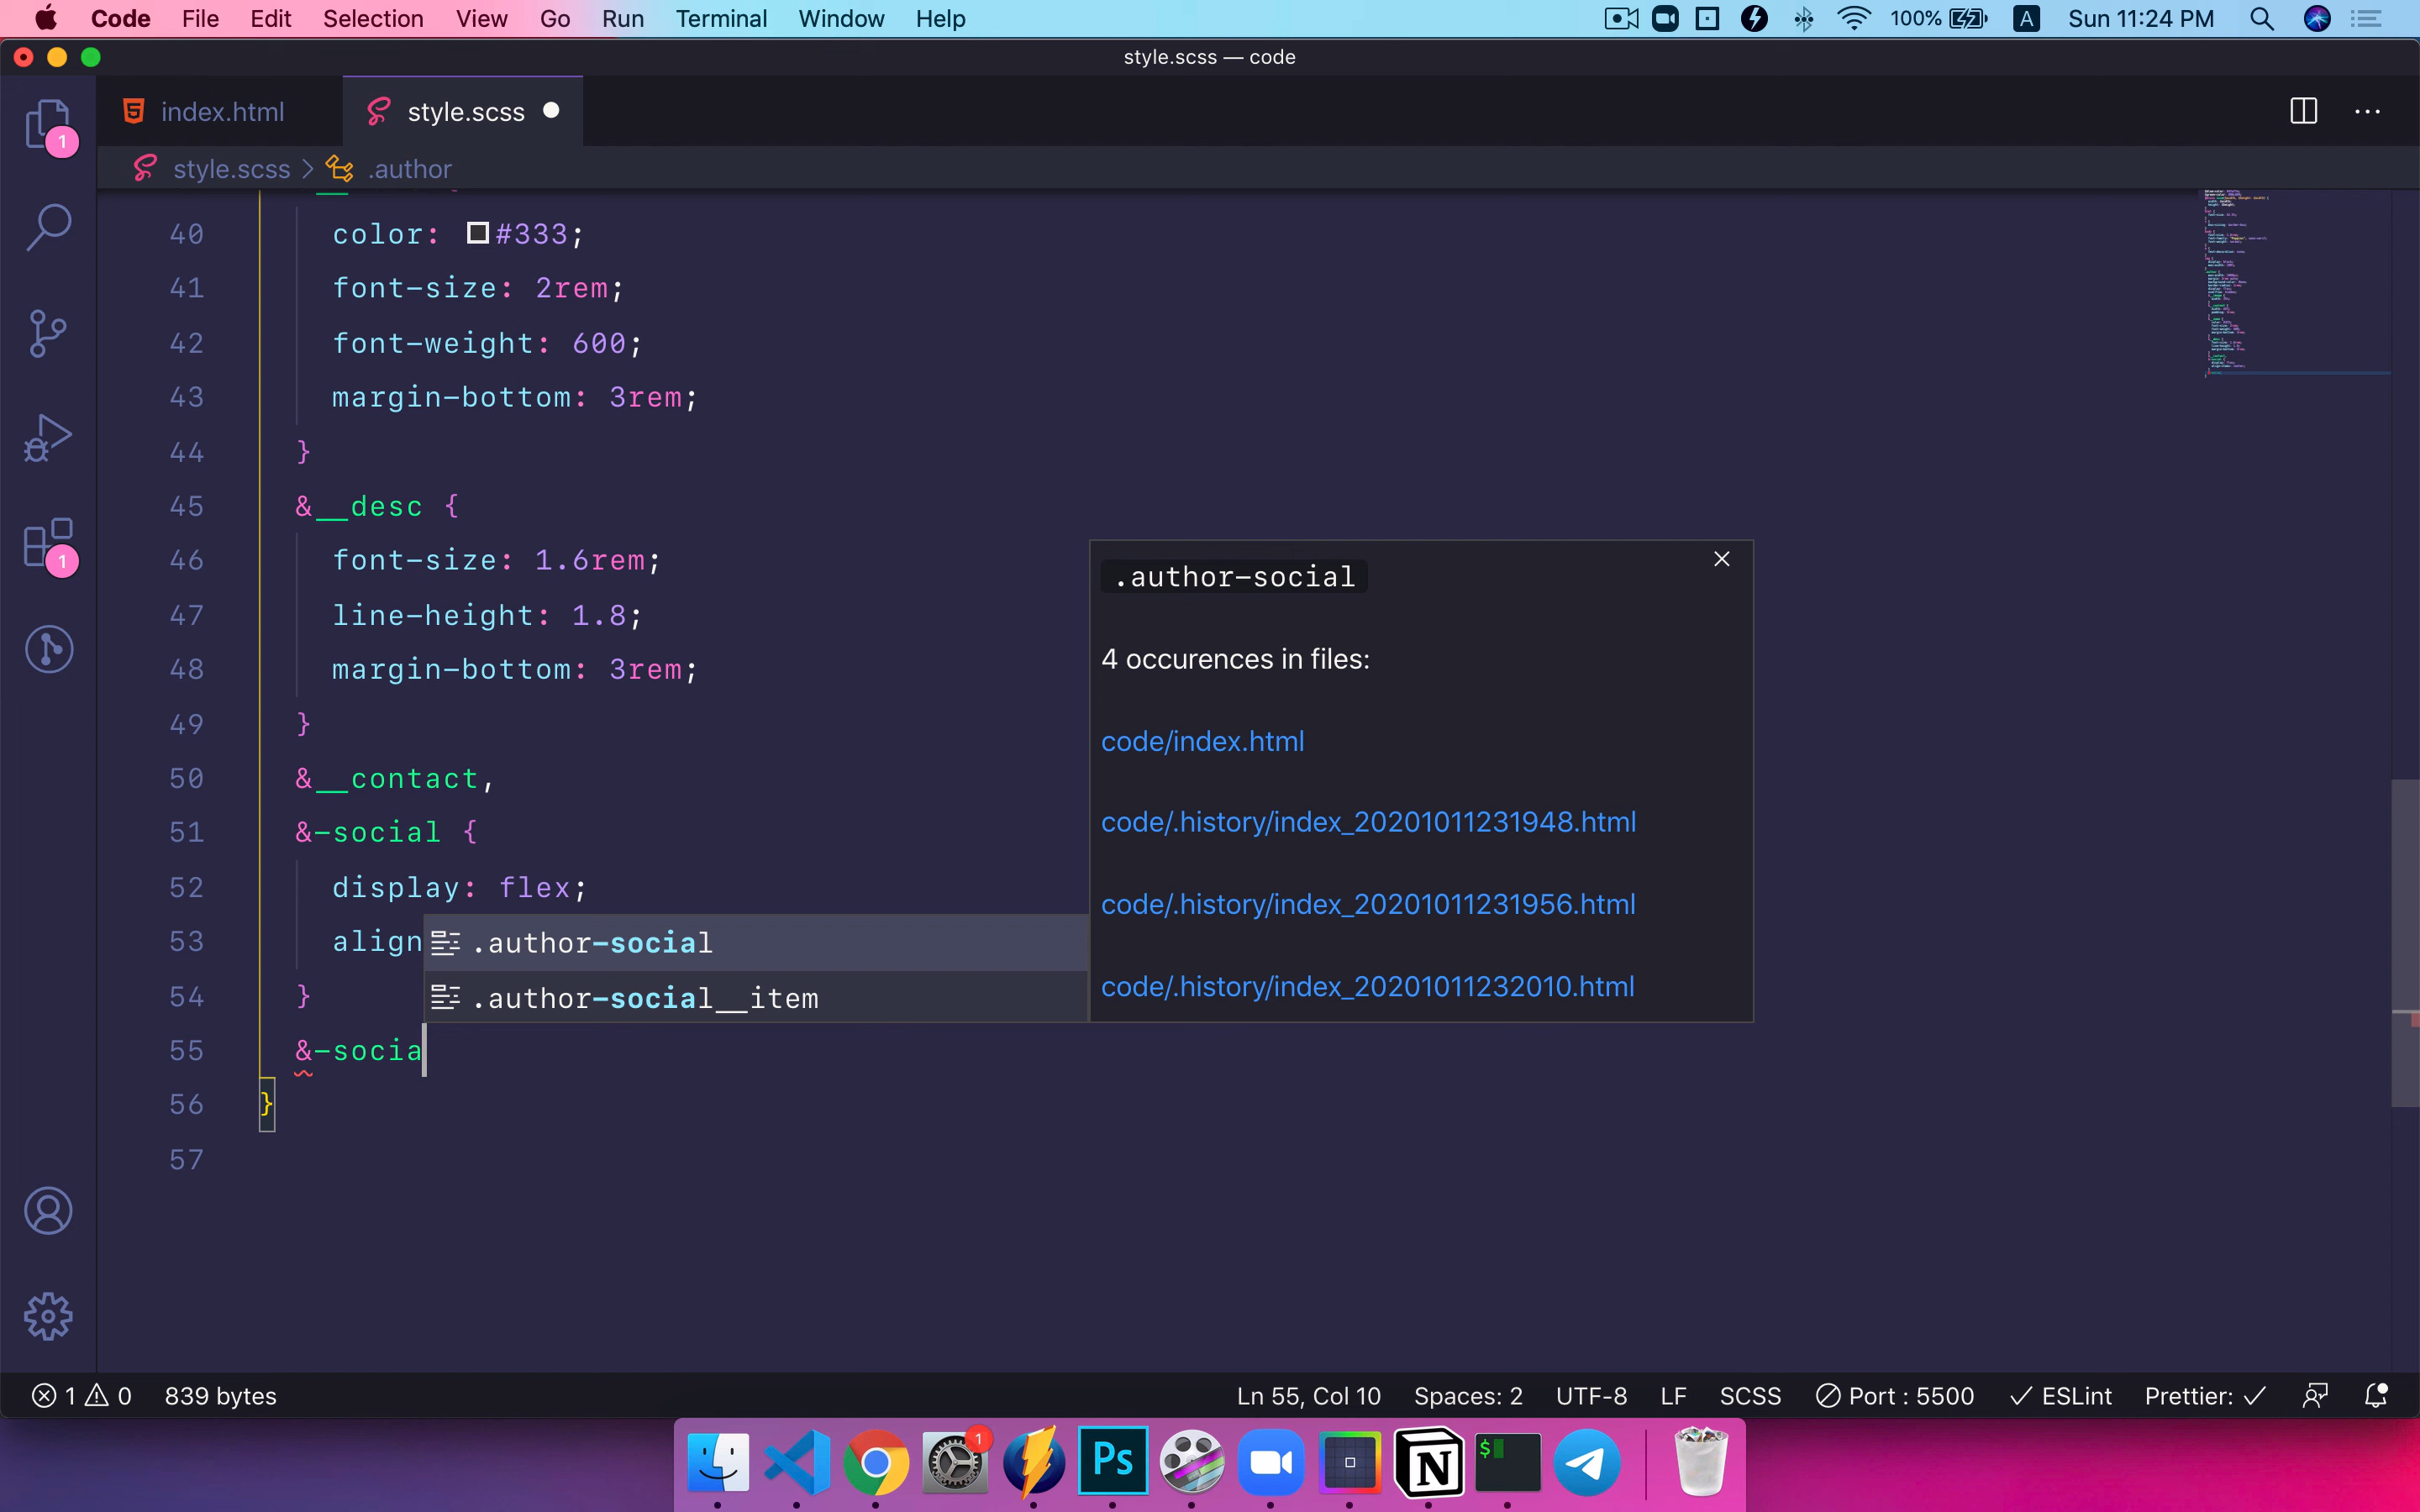 Code File Edit Selection View Go Run Terminal Window Help 100% A Sun 11:24 PM
style.scss — code
index.html style.scss
style.scss > .author
40 color: #333;
41 font-size: 2rem;
42 font-weight: 600;
43 margin-bottom: 3rem;
44 }
45 &__desc {
46 font-size: 1.6rem;
47 line-height: 1.8;
48 margin-bottom: 3rem;
49 }
50 &__contact,
51 &-social {
52 display: flex;
53 align
54 }
55 &-socia
56 }
57
.author-social
.author-social__item
.author-social
4 occurences in files:
code/index.html
code/.history/index_20201011231948.html
code/.history/index_20201011231956.html
code/.history/index_20201011232010.html
1
1
1 0 839 bytes Ln 55, Col 10 Spaces: 2 UTF-8 LF SCSS Port : 5500 ESLint Prettier:
1
Ps
N
$